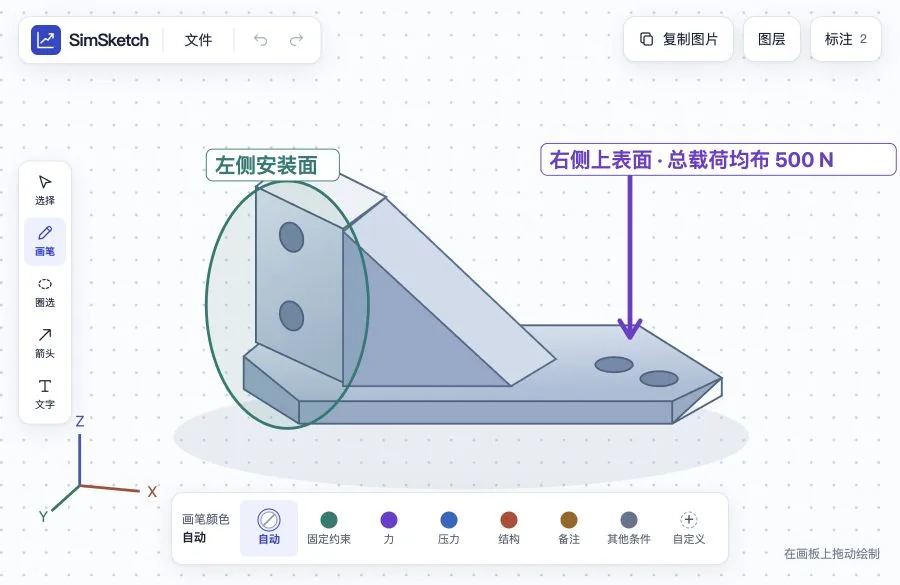 SimSketch 文件
复制图片 图层 标注 2
左侧安装面
右侧上表面 · 总载荷均布 500 N
选择
画笔
圈选
箭头
文字
Z
X
Y
画笔颜色
自动
自动 固定约束 力 压力 结构 备注 其他条件 自定义
在画板上拖动绘制